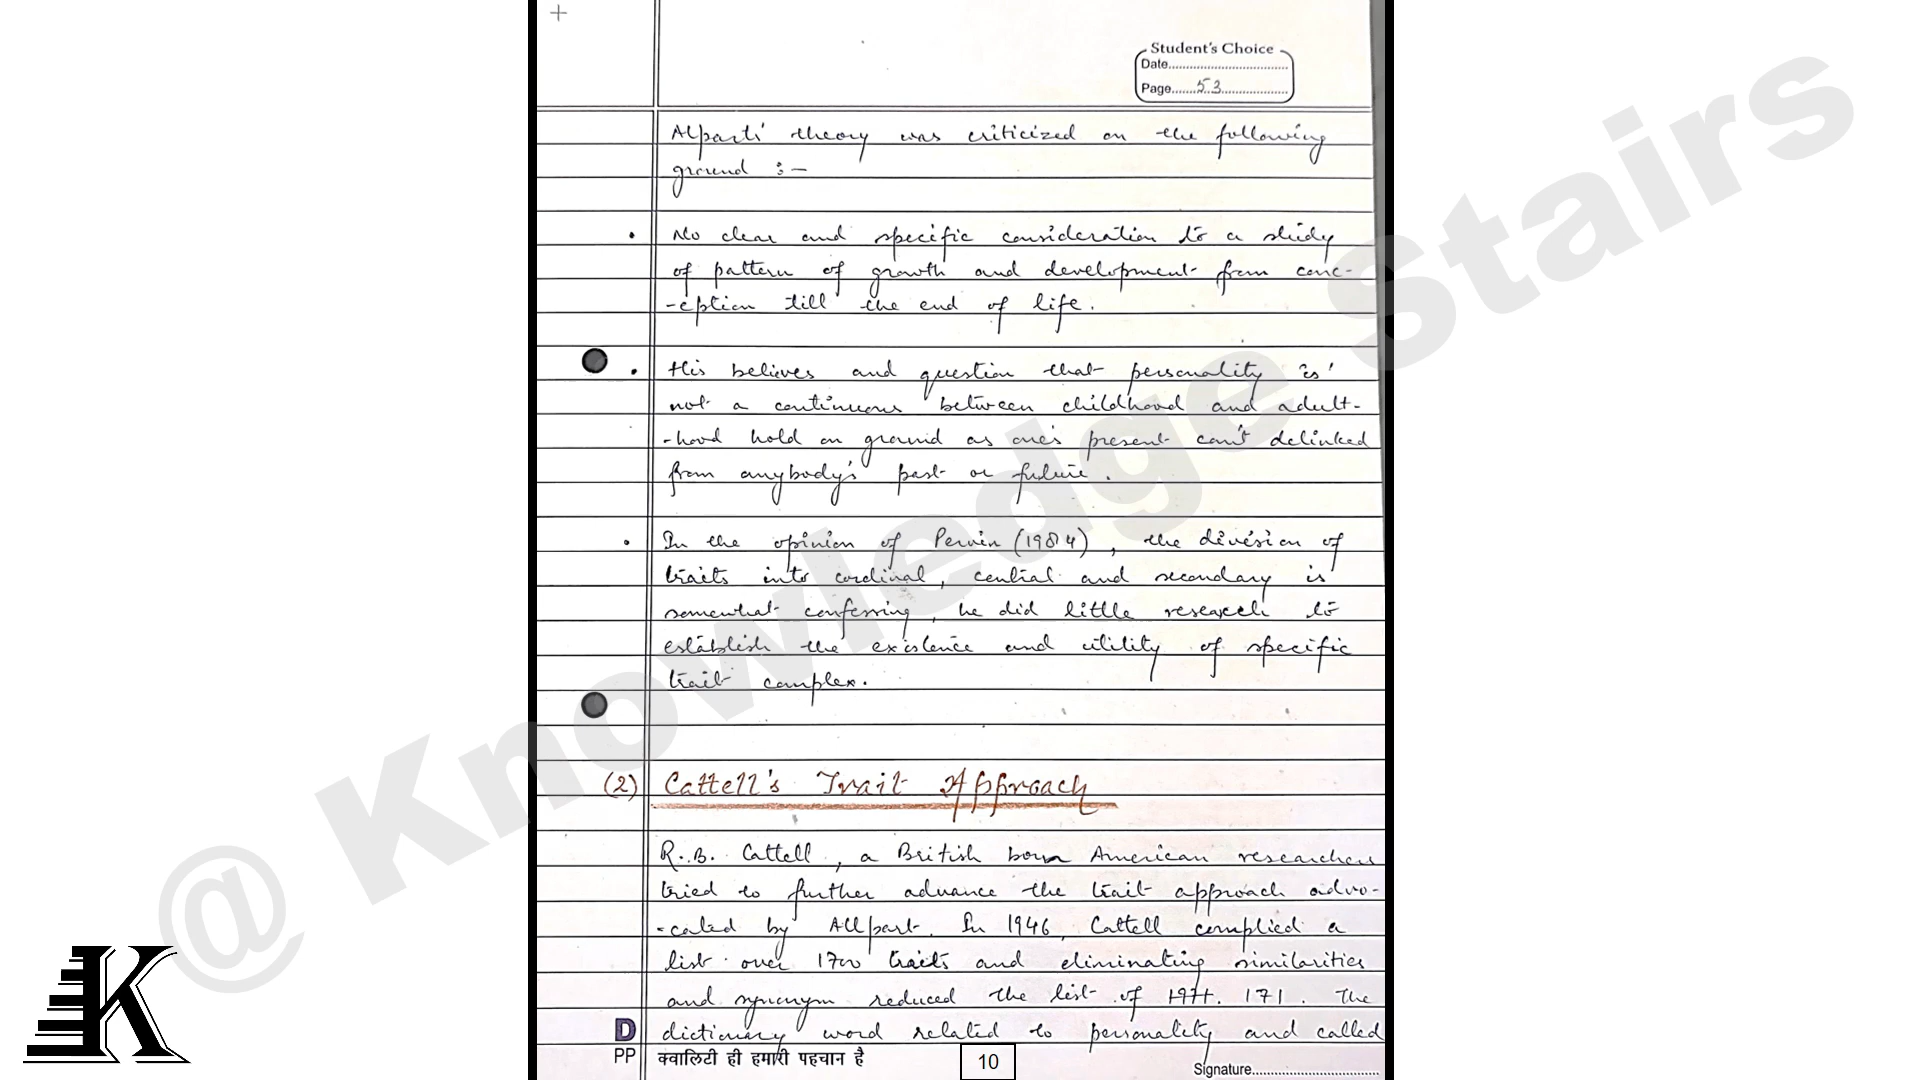 Student's Choice
Date
Page 53
Alparti' theory was criticized on the following
ground :-
• No clear and specific consideration to a study
of pattern of growth and development from conc-
-eption till the end of life.
• His believes and question that personality is'
not a continuous between childhood and adult-
-hood hold on ground as one's present can't delinked
from anybody's past or future.
• In the opinion of Pervin (1984), the division of
traits into cordinal, central and secondary is
somewhat conferring, he did little research to
establish the existence and utility of specific
trait complex.
(2) Cattell's Trait Approach
R.B. Cattell, a British born American researcher
tried to further advance the trait approach advo-
-cated by Allpart. In 1946, Cattell complied a
list over 1700 traits and eliminating similarities
and synonym reduced the list of 171. The
dictionary word related to personality and called
D
PP क्वालिटी ही हमारी पहचान है
10
Signature
@ Knowledge Stairs
K